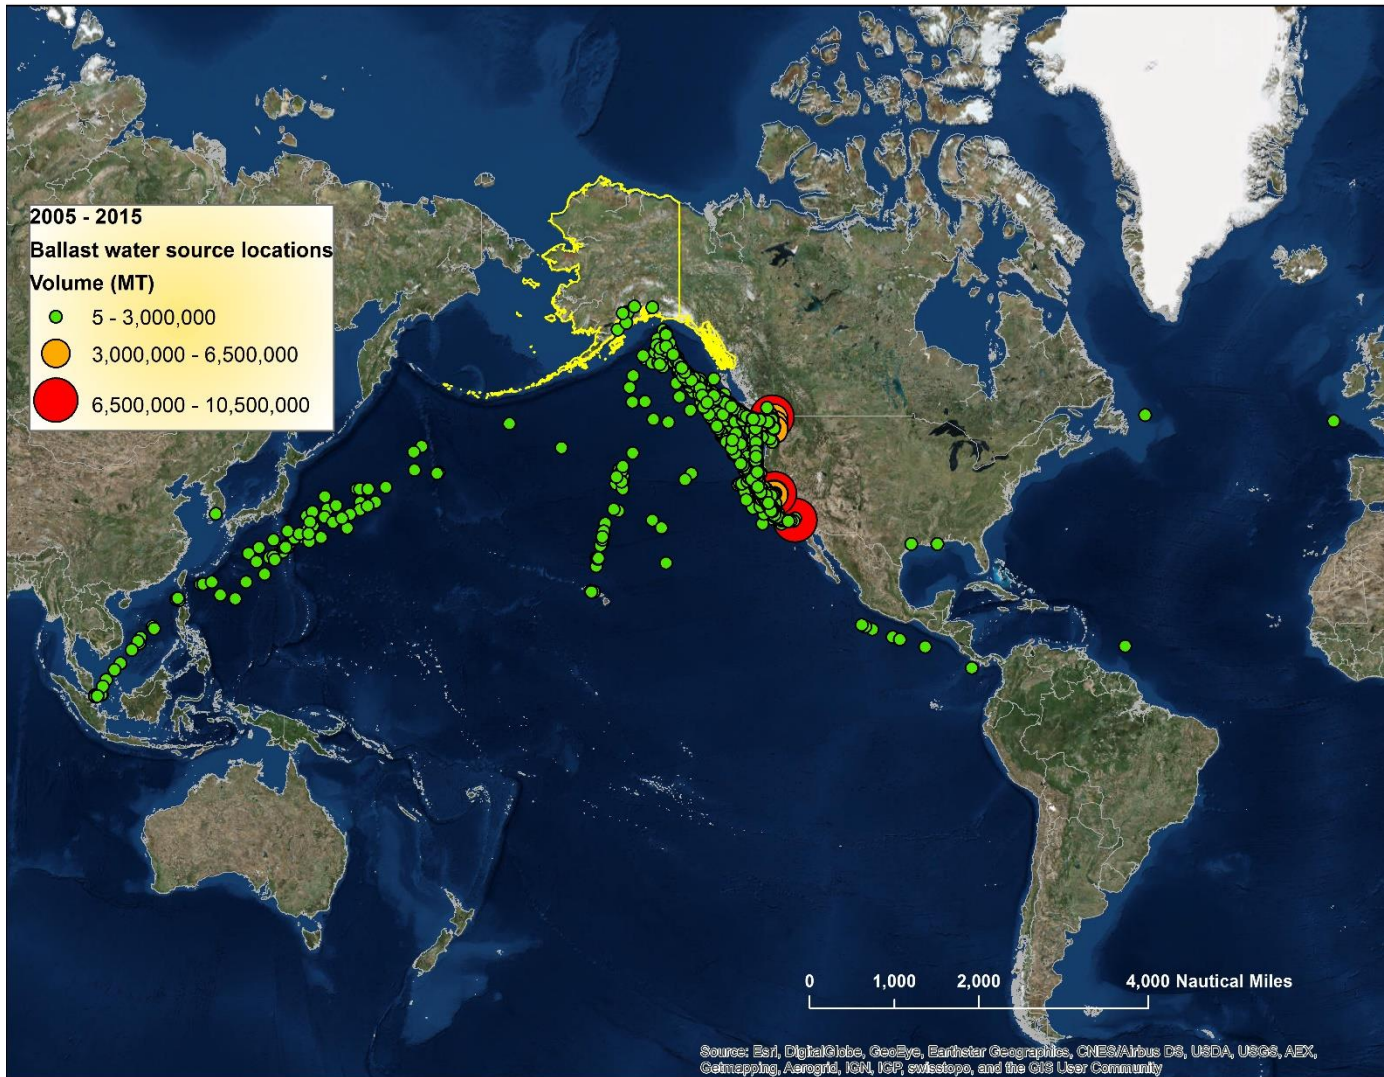 2005 - 2015
Ballast water source locations
Volume (MT)
5 - 3,000,000
3,000,000 - 6,500,000
6,500,000 - 10,500,000
0 1,000 2,000 4,000 Nautical Miles
Source: Esri, DigitalGlobe, GeoEye, Earthstar Geographics, CNES/Airbus DS, USDA, USGS, AEX,
Getmapping, Aerogrid, IGN, IGP, swisstopo, and the GIS User Community